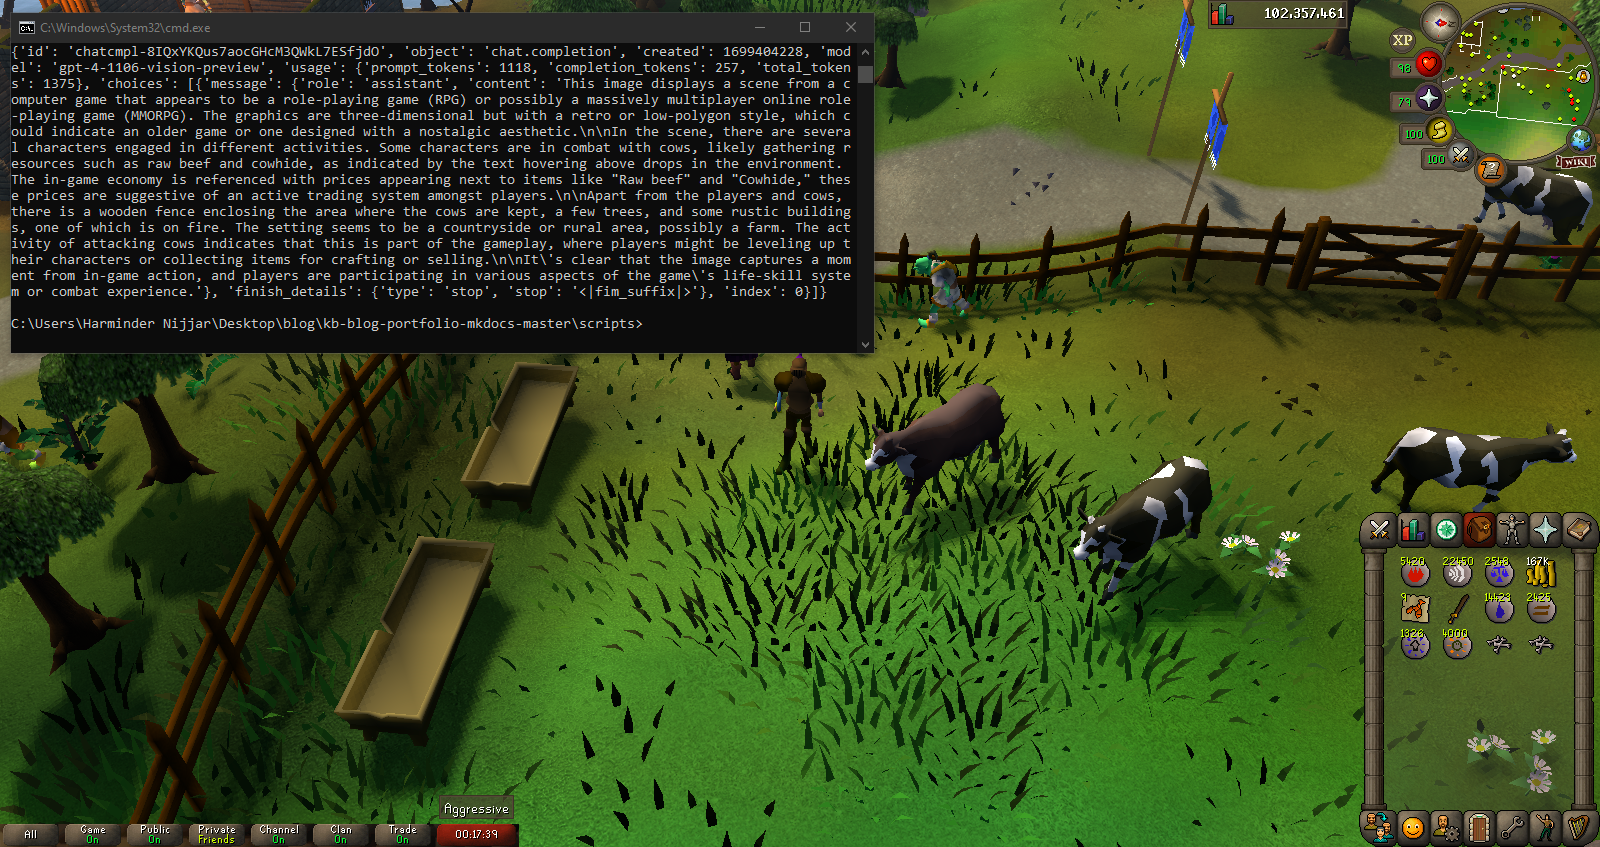 C:\Windows\System32\cmd.exe
{'id': 'chatcmpl-8IQxYKQus7aocGHcM3QWkL7ESfjdO', 'object': 'chat.completion', 'created': 1699404228, 'mod
el': 'gpt-4-1106-vision-preview', 'usage': {'prompt_tokens': 1118, 'completion_tokens': 257, 'total_token
s': 1375}, 'choices': [{'message': {'role': 'assistant', 'content': 'This image displays a scene from a c
omputer game that appears to be a role-playing game (RPG) or possibly a massively multiplayer online role
-playing game (MMORPG). The graphics are three-dimensional but with a retro or low-polygon style, which c
ould indicate an older game or one designed with a nostalgic aesthetic.\n\nIn the scene, there are severa
l characters engaged in different activities. Some characters are in combat with cows, likely gathering r
esources such as raw beef and cowhide, as indicated by the text hovering above drops in the environment.
The in-game economy is referenced with prices appearing next to items like "Raw beef" and "Cowhide," thes
e prices are suggestive of an active trading system amongst players.\n\nApart from the players and cows,
there is a wooden fence enclosing the area where the cows are kept, a few trees, and some rustic building
s, one of which is on fire. The setting seems to be a countryside or rural area, possibly a farm. The act
ivity of attacking cows indicates that this is part of the gameplay, where players might be leveling up t
heir characters or collecting items for crafting or selling.\n\nIt\'s clear that the image captures a mom
ent from in-game action, and players are participating in various aspects of the game\'s life-skill syste
m or combat experience.'}, 'finish_details': {'type': 'stop', 'stop': '<|fim_suffix|>'}, 'index': 0}]}
C:\Users\Harminder Nijjar\Desktop\blog\kb-blog-portfolio-mkdocs-master\scripts>
102,357,461
XP
98
79
100
100
WIKI
5420 22450 2548 167K
9 14423 2425
1326 4000
Aggressive
00:17:39
All
Game On
Public On
Private Friends
Channel On
Clan On
Trade On